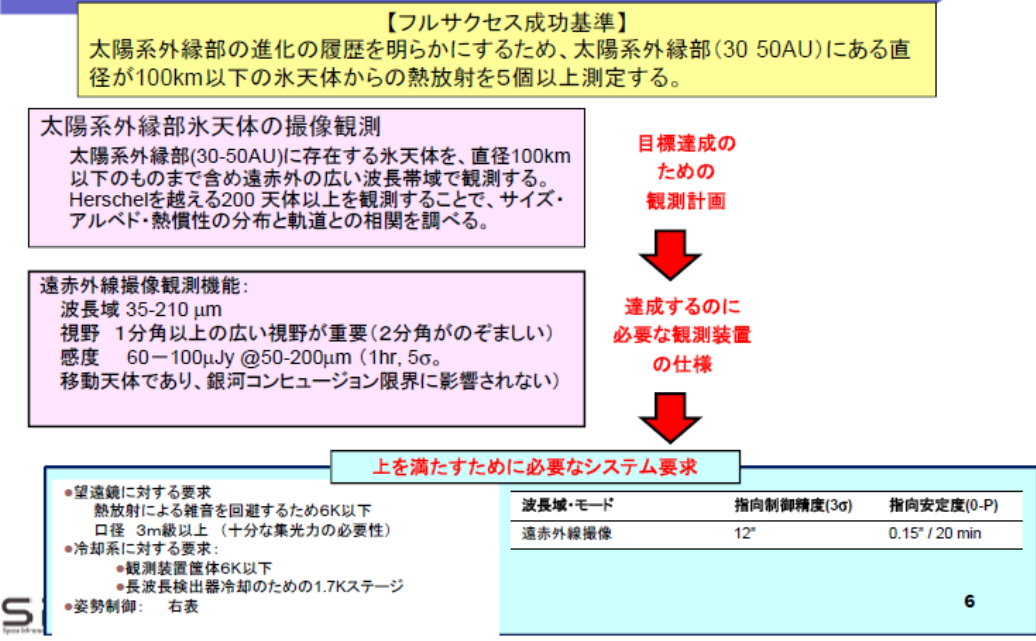 【フルサクセス成功基準】
太陽系外縁部の進化の履歴を明らかにするため、太陽系外縁部（30 50AU）にある直
径が100km以下の氷天体からの熱放射を５個以上測定する。
太陽系外縁部氷天体の撮像観測
太陽系外縁部(30-50AU)に存在する氷天体を、直径100km
以下のものまで含め遠赤外の広い波長帯域で観測する。
Herschelを越える200 天体以上を観測することで、サイズ・
アルベド・熱慣性の分布と軌道との相関を調べる。
目標達成の
ための
観測計画
遠赤外線撮像観測機能：
波長域 35-210 μm
視野　１分角以上の広い視野が重要（２分角がのぞましい）
感度　60－100μJy @50-200μm （1hr, 5σ。
移動天体であり、銀河コンヒュージョン限界に影響されない）
達成するのに
必要な観測装置
の仕様
上を満たすために必要なシステム要求
●望遠鏡に対する要求
熱放射による雑音を回避するため6K以下
口径　3ｍ級以上　（十分な集光力の必要性）
●冷却系に対する要求：
●観測装置筐体6K以下
●長波長検出器冷却のための1.7Kステージ
●姿勢制御：　右表
波長域・モード　指向制御精度(3σ)　指向安定度(0-P)
遠赤外線撮像　12"　0.15" / 20 min
6